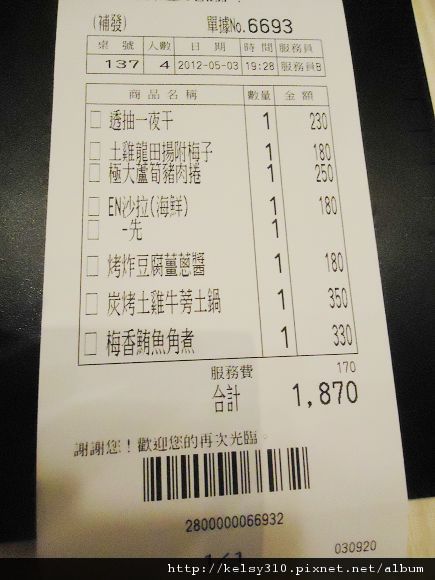 (補發) 單據No.6693
桌號 人數 日期 時間 服務員
137 4 2012-05-03 19:28 服務員B
商品名稱 數量 金額
□ 透抽一夜干 1 230
□ 土雞龍田揚附梅子 1 180
□ 極大蘆筍豬肉捲 1 250
□ EN沙拉(海鮮) 1 180
□ -先 1
□ 烤炸豆腐薑蔥醬 1 180
□ 炭烤土雞牛蒡土鍋 1 350
□ 梅香鮪魚角煮 1 330
服務費 170
合計 1,870
謝謝您！歡迎您的再次光臨。
2800000066932
030920
http://kelsy310.pixnet.net/album